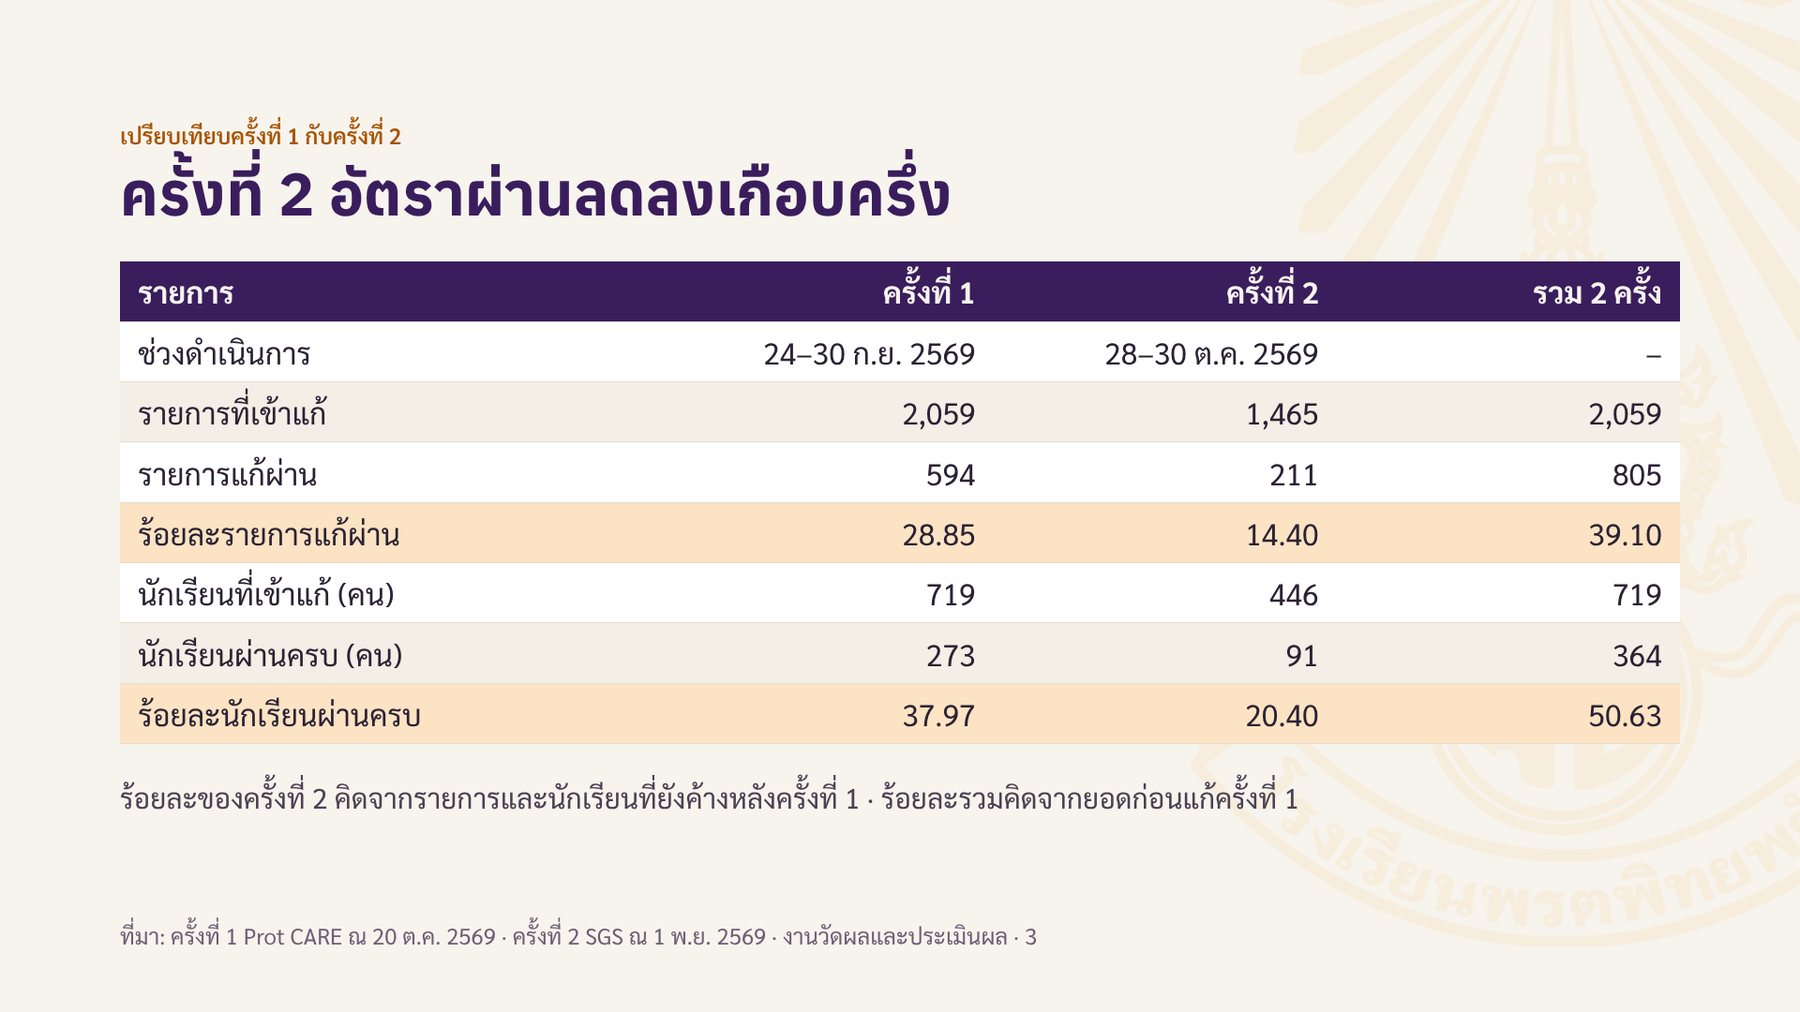 เปรียบเทียบครั้งที่ 1 กับครั้งที่ 2
ครั้งที่ 2 อัตราผ่านลดลงเกือบครึ่ง
รายการ ครั้งที่ 1 ครั้งที่ 2 รวม 2 ครั้ง
ช่วงดำเนินการ 24–30 ก.ย. 2569 28–30 ต.ค. 2569 –
รายการที่เข้าแก้ 2,059 1,465 2,059
รายการแก้ผ่าน 594 211 805
ร้อยละรายการแก้ผ่าน 28.85 14.40 39.10
นักเรียนที่เข้าแก้ (คน) 719 446 719
นักเรียนผ่านครบ (คน) 273 91 364
ร้อยละนักเรียนผ่านครบ 37.97 20.40 50.63
ร้อยละของครั้งที่ 2 คิดจากรายการและนักเรียนที่ยังค้างหลังครั้งที่ 1 · ร้อยละรวมคิดจากยอดก่อนแก้ครั้งที่ 1
ที่มา: ครั้งที่ 1 Prot CARE ณ 20 ต.ค. 2569 · ครั้งที่ 2 SGS ณ 1 พ.ย. 2569 · งานวัดผลและประเมินผล · 3